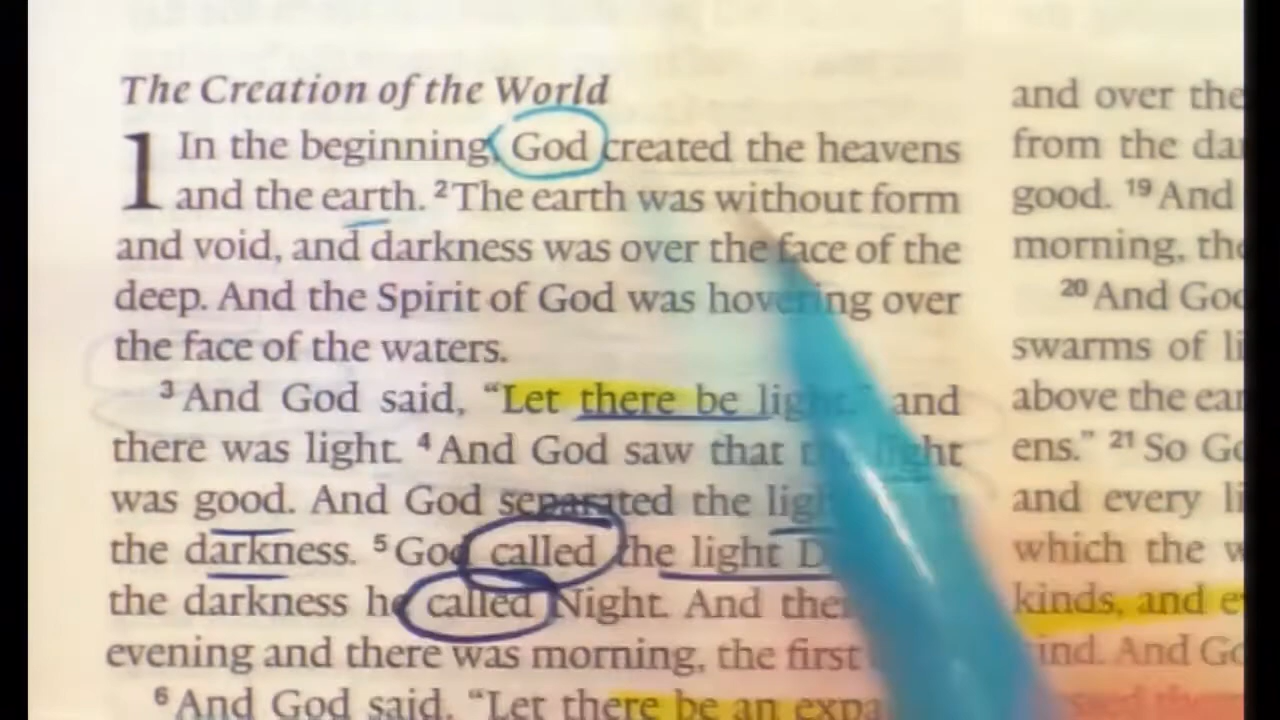 The Creation of the World
1 In the beginning, God created the heavens
and the earth. 2 The earth was without form
and void, and darkness was over the face of the
deep. And the Spirit of God was hovering over
the face of the waters.
3 And God said, “Let there be light,” and
there was light. 4 And God saw that the light
was good. And God separated the light
the darkness. 5 God called the light
the darkness he called Night. And
evening and there was morning, the first
6 And God said, “Let there be an
and over the
from the
good. 19 And
morning, the
20 And God
swarms of
above the
ens.” 21 So
and every
which the
kinds, and
And